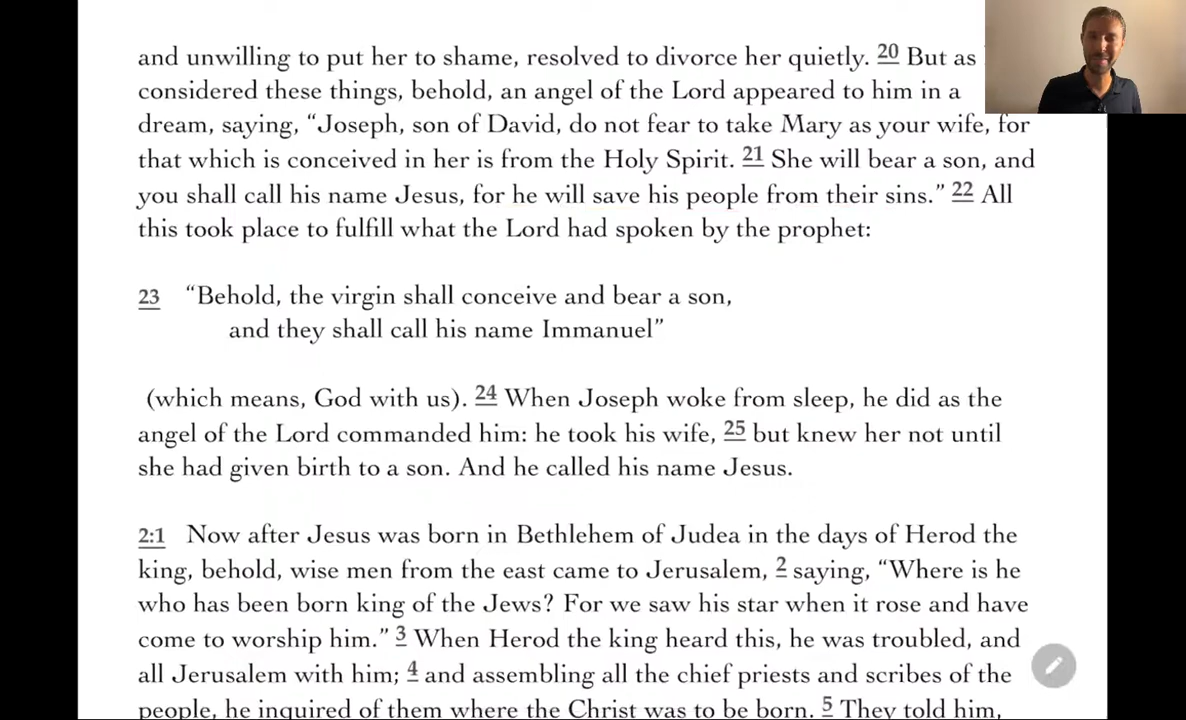 and unwilling to put her to shame, resolved to divorce her quietly. 20 But as
considered these things, behold, an angel of the Lord appeared to him in a
dream, saying, “Joseph, son of David, do not fear to take Mary as your wife, for
that which is conceived in her is from the Holy Spirit. 21 She will bear a son, and
you shall call his name Jesus, for he will save his people from their sins.” 22 All
this took place to fulfill what the Lord had spoken by the prophet:
23 “Behold, the virgin shall conceive and bear a son,
and they shall call his name Immanuel”
(which means, God with us). 24 When Joseph woke from sleep, he did as the
angel of the Lord commanded him: he took his wife, 25 but knew her not until
she had given birth to a son. And he called his name Jesus.
2:1 Now after Jesus was born in Bethlehem of Judea in the days of Herod the
king, behold, wise men from the east came to Jerusalem, 2 saying, “Where is he
who has been born king of the Jews? For we saw his star when it rose and have
come to worship him.” 3 When Herod the king heard this, he was troubled, and
all Jerusalem with him; 4 and assembling all the chief priests and scribes of the
people, he inquired of them where the Christ was to be born. 5 They told him,